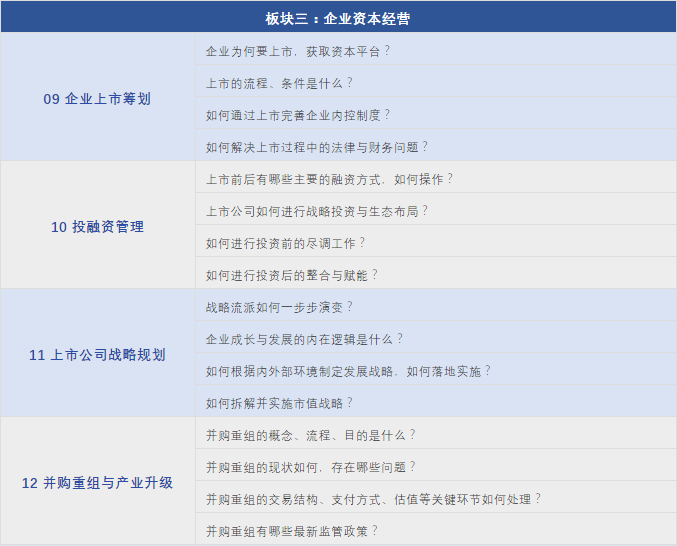 板块三：企业资本经营
09 企业上市筹划
企业为何要上市，获取资本平台？
上市的流程、条件是什么？
如何通过上市完善企业内控制度？
如何解决上市过程中的法律与财务问题？
10 投融资管理
上市前后有哪些主要的融资方式，如何操作？
上市公司如何进行战略投资与生态布局？
如何进行投资前的尽调工作？
如何进行投资后的整合与赋能？
11 上市公司战略规划
战略流派如何一步步演变？
企业成长与发展的内在逻辑是什么？
如何根据内外部环境制定发展战略，如何落地实施？
如何拆解并实施市值战略？
12 并购重组与产业升级
并购重组的概念、流程、目的是什么？
并购重组的现状如何，存在哪些问题？
并购重组的交易结构、支付方式、估值等关键环节如何处理？
并购重组有哪些最新监管政策？